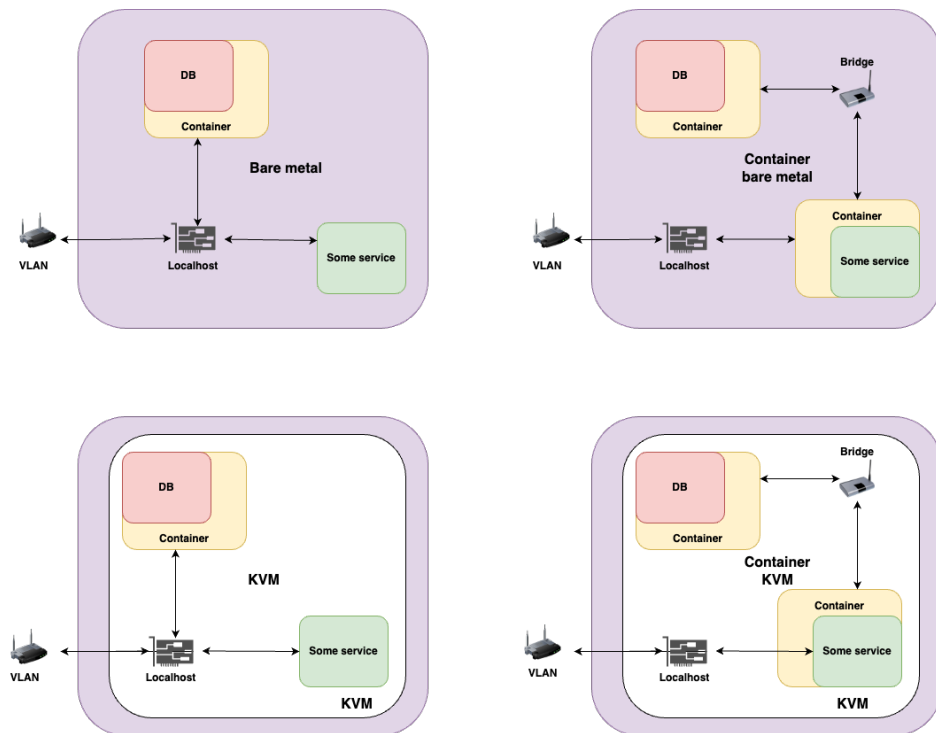 DB
Container
Bare metal
VLAN
Localhost
Some service
DB
Container
Bridge
Container
bare metal
Container
Some service
VLAN
Localhost
DB
Container
KVM
VLAN
Localhost
Some service
KVM
DB
Container
Bridge
Container
KVM
Container
Some service
VLAN
Localhost
KVM